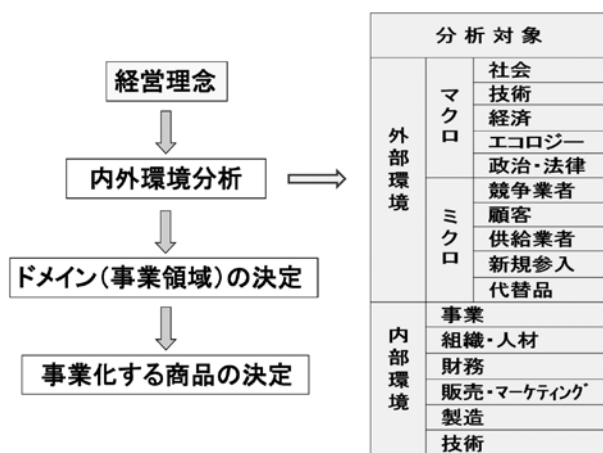 経営理念
内外環境分析
ドメイン(事業領域)の決定
事業化する商品の決定
分析対象
外部環境
マクロ
社会
技術
経済
エコロジー
政治・法律
ミクロ
競争業者
顧客
供給業者
新規参入
代替品
内部環境
事業
組織・人材
財務
販売・マーケティング
製造
技術